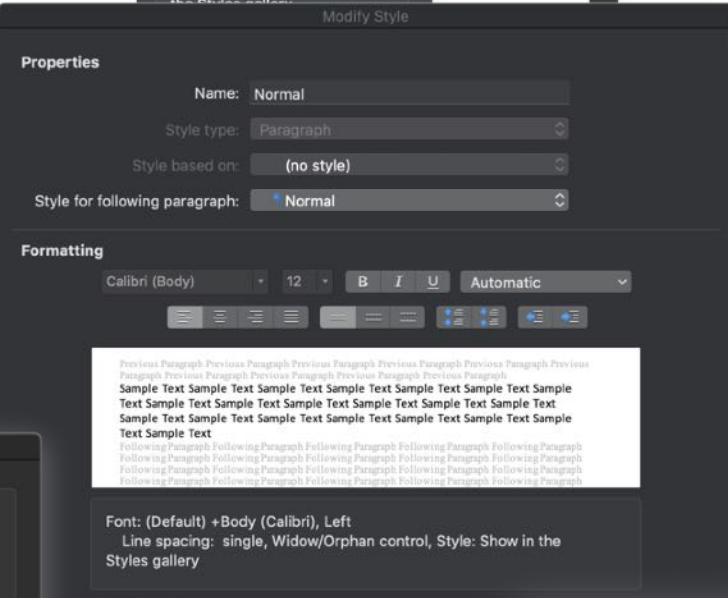 the Styles gallery
Modify Style
Properties
Name: Normal
Style type: Paragraph
Style based on: (no style)
Style for following paragraph: Normal
Formatting
Calibri (Body) 12 B I U Automatic
Previous Paragraph Previous Paragraph Previous Paragraph Previous Paragraph Previous Paragraph Previous
Paragraph Previous Paragraph Previous Paragraph Previous Paragraph Previous Paragraph
Sample Text Sample Text Sample Text Sample Text Sample Text Sample Text Sample
Text Sample Text Sample Text Sample Text Sample Text Sample Text Sample Text
Sample Text Sample Text Sample Text Sample Text Sample Text Sample Text Sample
Text Sample Text
Following Paragraph Following Paragraph Following Paragraph Following Paragraph Following Paragraph
Following Paragraph Following Paragraph Following Paragraph Following Paragraph Following Paragraph
Following Paragraph Following Paragraph Following Paragraph Following Paragraph Following Paragraph
Following Paragraph Following Paragraph Following Paragraph Following Paragraph Following Paragraph
Font: (Default) +Body (Calibri), Left
Line spacing: single, Widow/Orphan control, Style: Show in the
Styles gallery